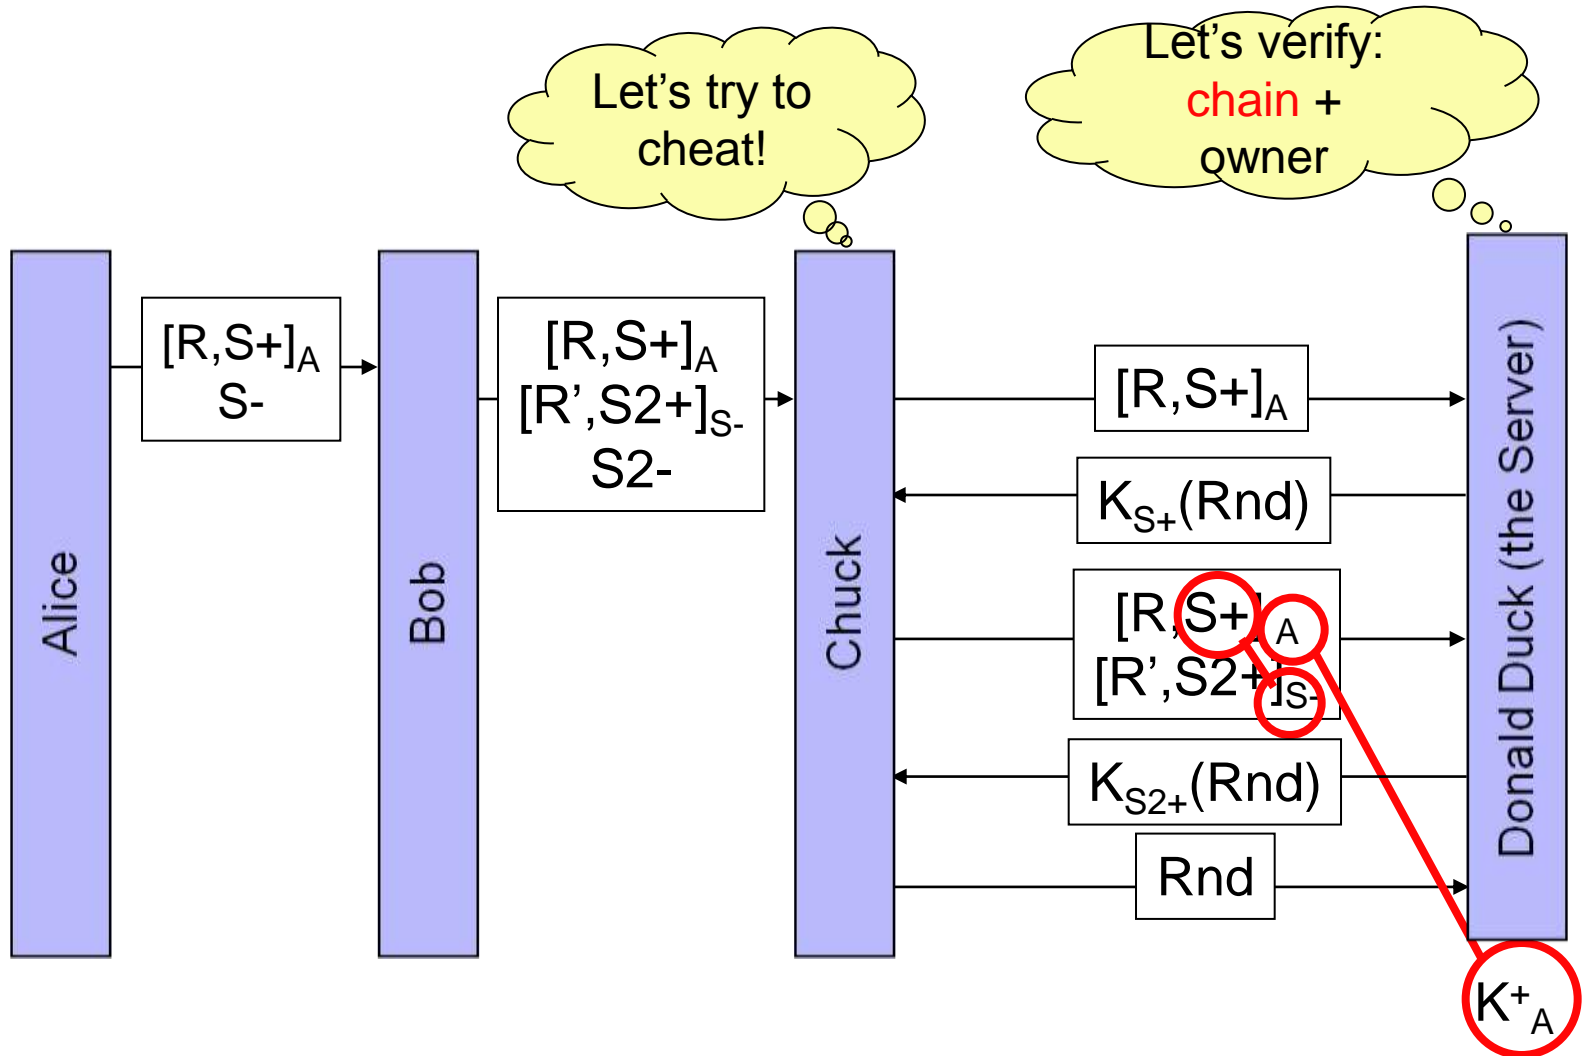 Let's try to
cheat!
Let's verify:
chain +
owner
Alice
[R,S+]A
S-
Bob
[R,S+]A
[R',S2+]S-
S2-
Chuck
[R,S+]A
KS+(Rnd)
[R,S+]A
[R',S2+]S-
KS2+(Rnd)
Rnd
Donald Duck (the Server)
K+A